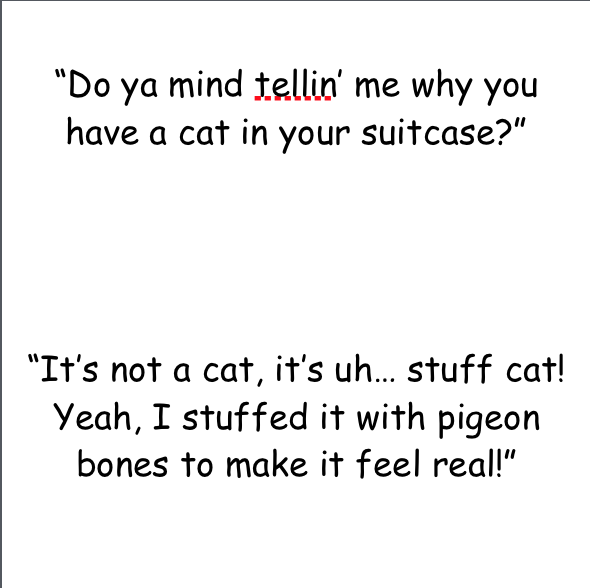 “Do ya mind tellin’ me why you
have a cat in your suitcase?”
“It’s not a cat, it’s uh… stuff cat!
Yeah, I stuffed it with pigeon
bones to make it feel real!”